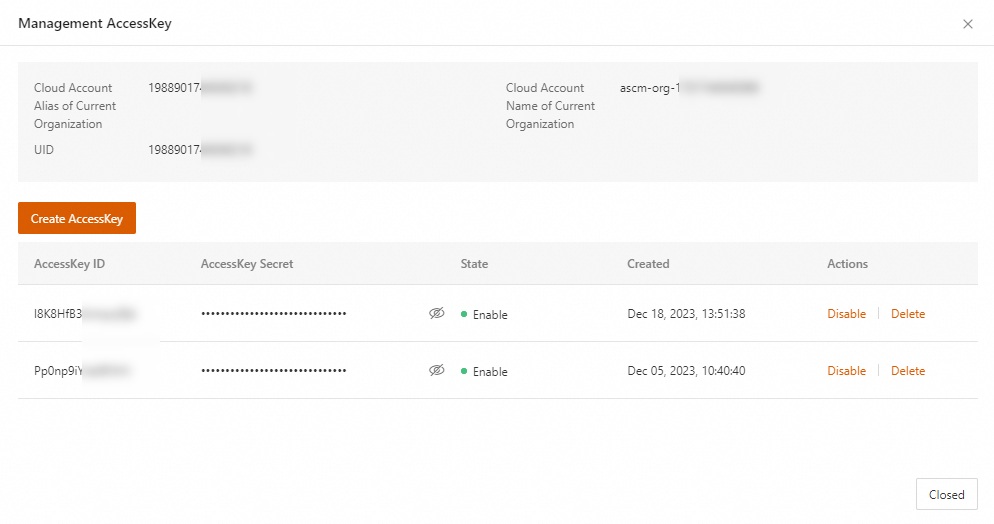 Management AccessKey
Cloud Account 198890174
Alias of Current
Organization
Cloud Account ascm-org-1
Name of Current
Organization
UID 198890174
Create AccessKey
AccessKey ID AccessKey Secret State Created Actions
I8K8HfB3 •••••••••••••••••••••••••••••• Enable Dec 18, 2023, 13:51:38 Disable Delete
Pp0np9iY •••••••••••••••••••••••••••••• Enable Dec 05, 2023, 10:40:40 Disable Delete
Closed